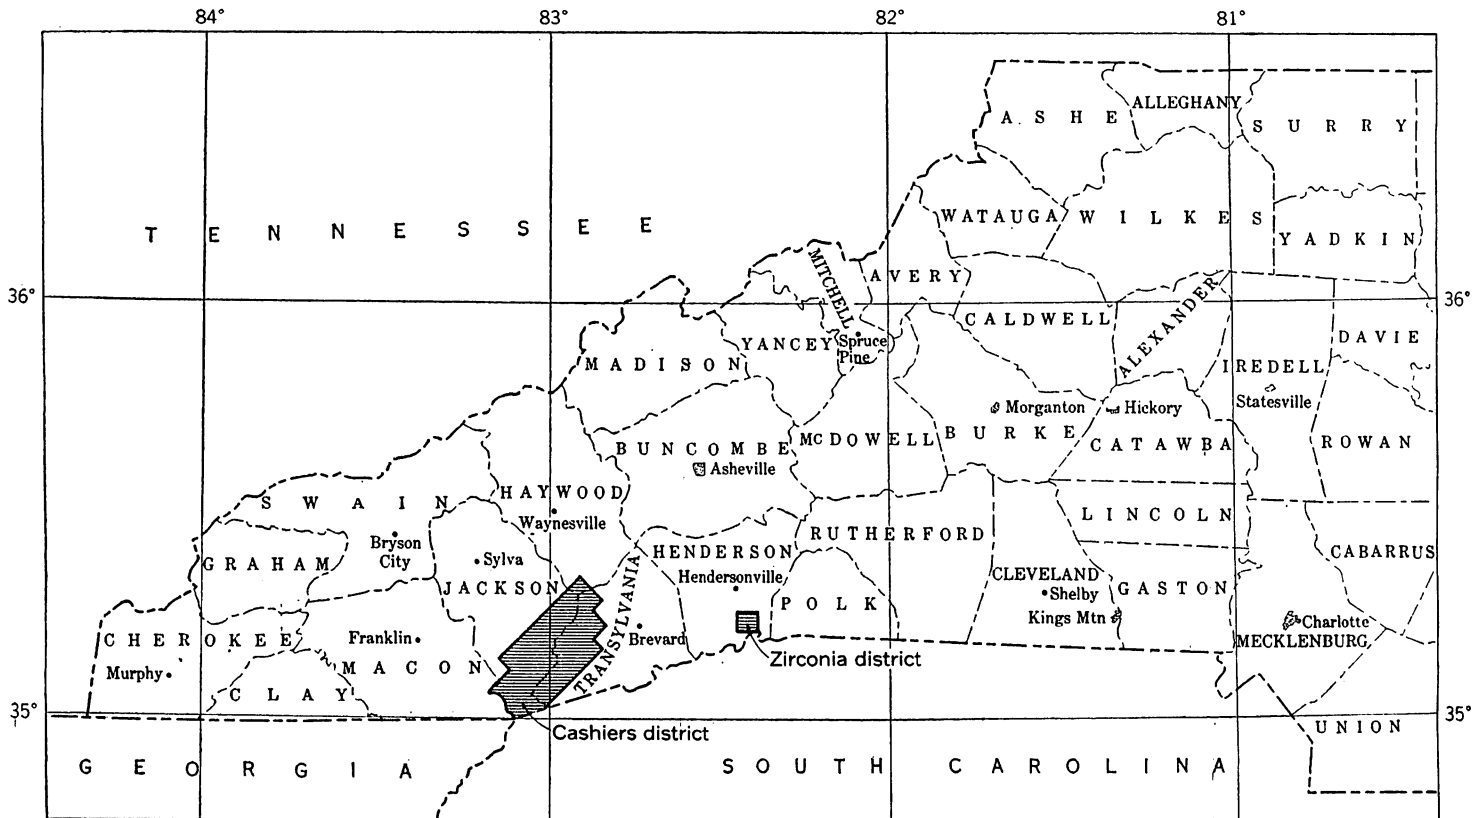 84° 83° 82° 81°
ALLEGHANY
ASHE
SURRY
WATAUGA WILKES
TENNESSEE
YADKIN
MITCHELL
AVERY
36° 36°
ALEXANDER
CALDWELL
DAVIE
YANCEY Spruce
Pine
MADISON
IREDELL
Statesville
Morganton Hickory
BURKE
MCDOWELL
CATAWBA
ROWAN
BUNCOMBE
Asheville
HAYWOOD
Waynesville
SWAIN
LINCOLN
RUTHERFORD
Bryson
City
HENDERSON
CABARRUS
Sylva
GRAHAM
CLEVELAND
Hendersonville
JACKSON
GASTON
Shelby
POLK
TRANSYLVANIA
Kings Mtn
Charlotte
MECKLENBURG
CHEROKEE
Franklin
Brevard
Zirconia district
MACON
Murphy
CLAY
35° 35°
UNION
Cashiers district
GEORGIA
SOUTH CAROLINA